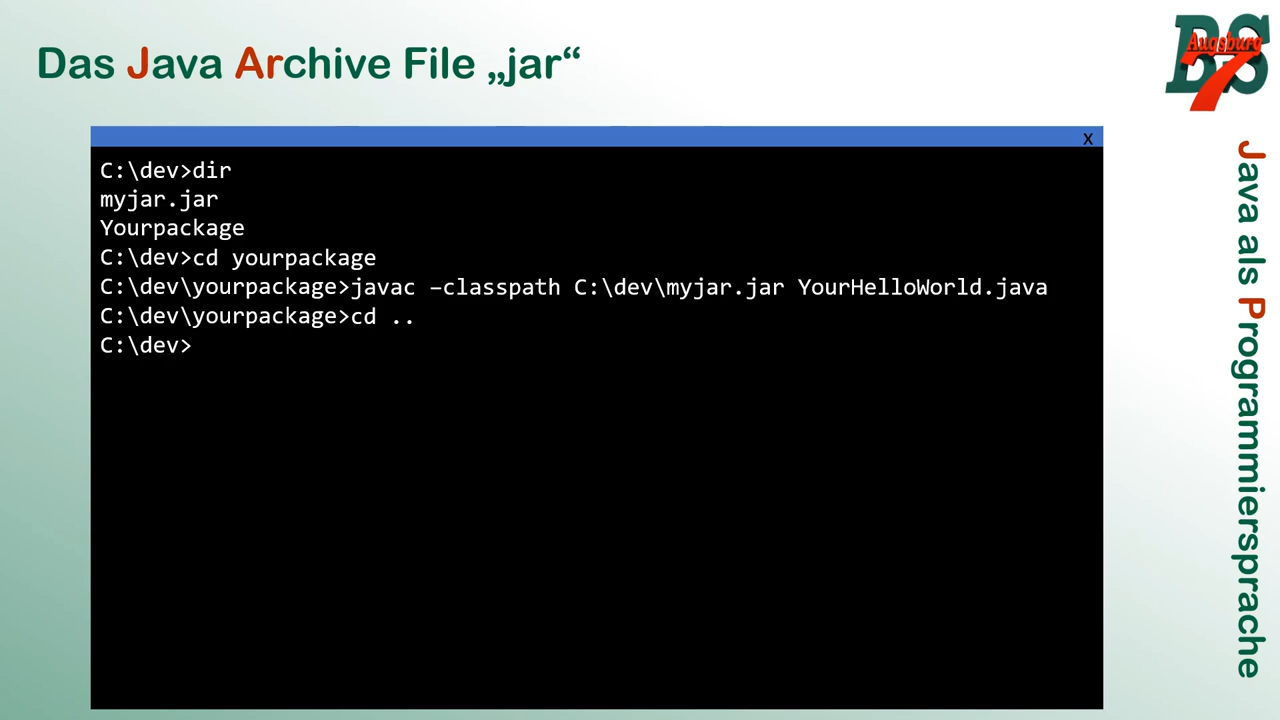 Das Java Archive File „jar“
BS
Augsburg
7
x
C:\dev>dir
myjar.jar
Yourpackage
C:\dev>cd yourpackage
C:\dev\yourpackage>javac –classpath C:\dev\myjar.jar YourHelloWorld.java
C:\dev\yourpackage>cd ..
C:\dev>
Java als Programmiersprache